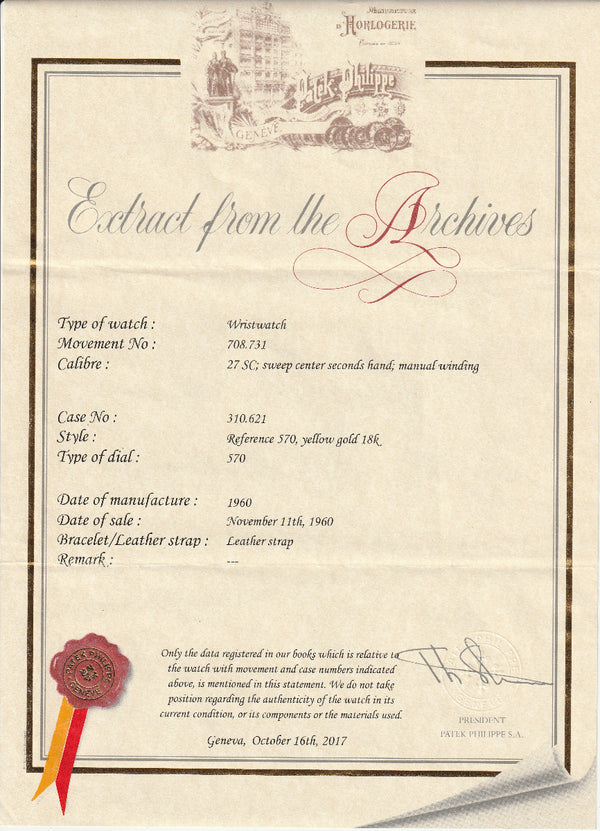 Manufacture
D'HORLOGERIE
PATEK PHILIPPE
GENÈVE
Extract from the Archives
Type of watch : Wristwatch
Movement No : 708.731
Calibre : 27 SC; sweep center seconds hand; manual winding
Case No : 310.621
Style : Reference 570, yellow gold 18k
Type of dial : 570
Date of manufacture : 1960
Date of sale : November 11th, 1960
Bracelet/Leather strap : Leather strap
Remark : ---
Only the data registered in our books which is relative to
the watch with movement and case numbers indicated
above, is mentioned in this statement. We do not take
position regarding the authenticity of the watch in its
current condition, or its components or the materials used.
Geneva, October 16th, 2017
PATEK PHILIPPE
GENEVE
PRESIDENT
PATEK PHILIPPE S.A.